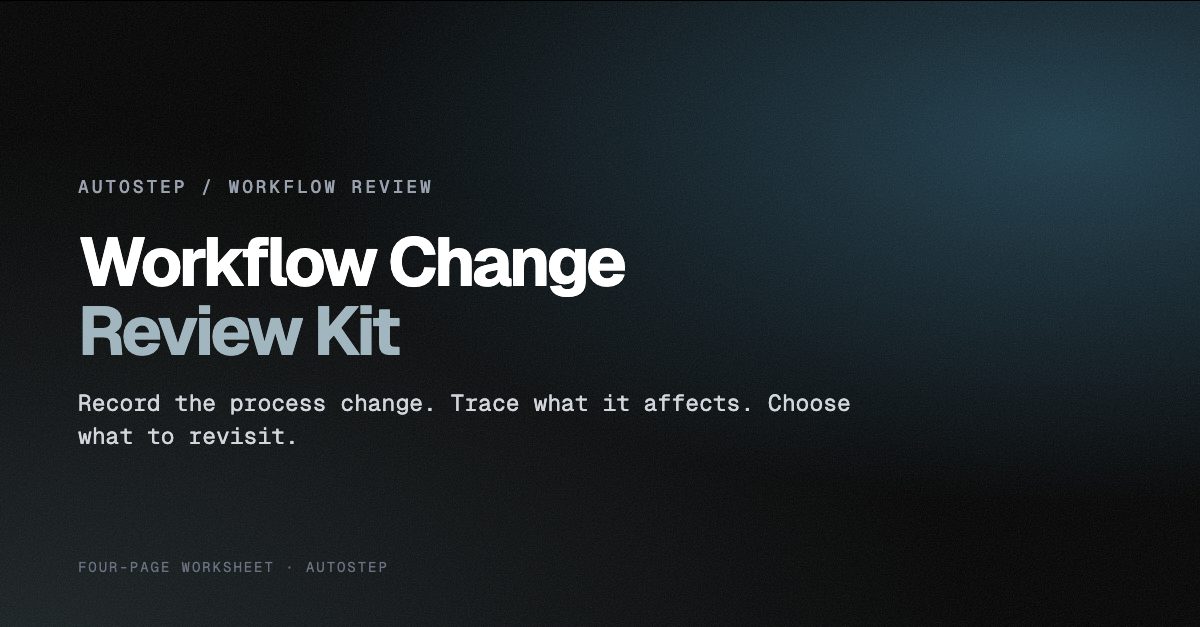 AUTOSTEP / WORKFLOW REVIEW
Workflow Change
Review Kit
Record the process change. Trace what it affects. Choose
what to revisit.
FOUR-PAGE WORKSHEET · AUTOSTEP